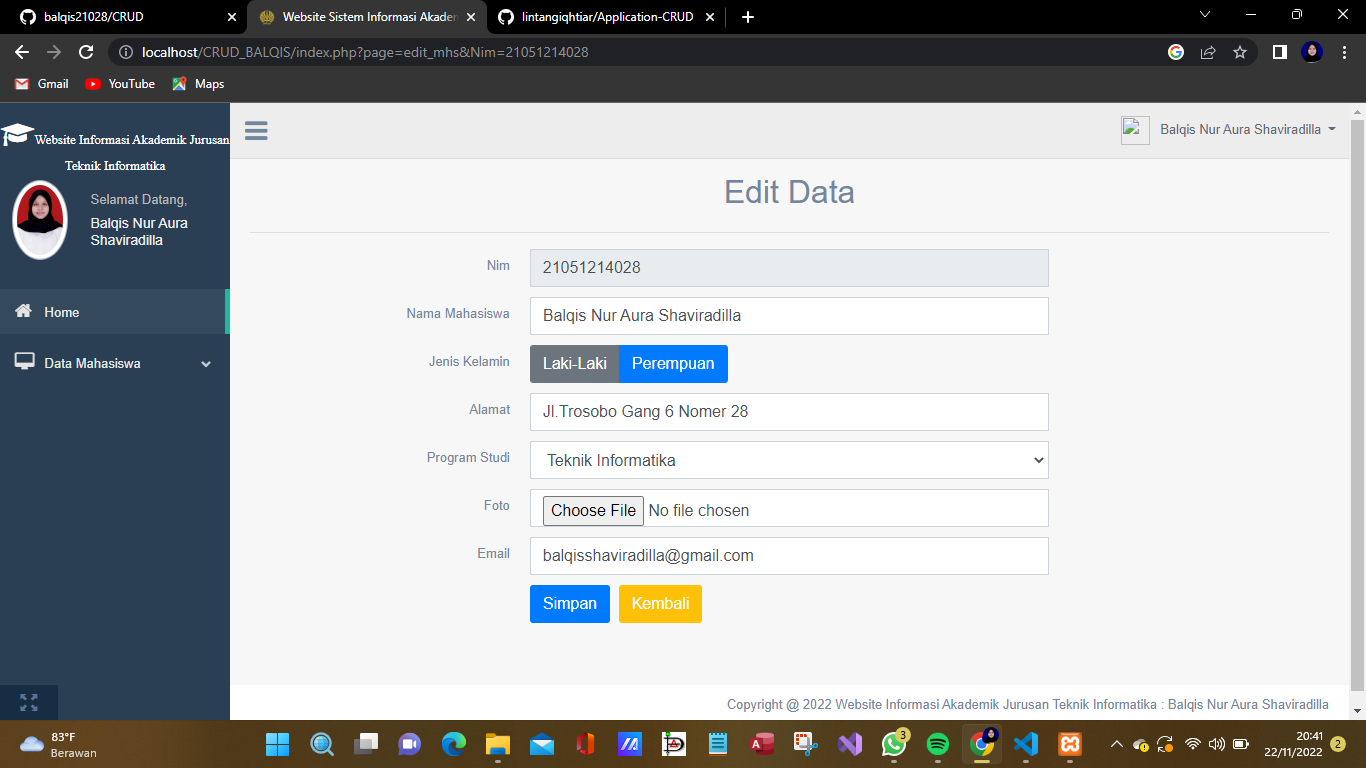 balqis21028/CRUD
Website Sistem Informasi Akader
lintangiqhtiar/Application-CRUD
localhost/CRUD_BALQIS/index.php?page=edit_mhs&Nim=21051214028
Gmail
YouTube
Maps
Website Informasi Akademik Jurusan
Teknik Informatika
Selamat Datang,
Balqis Nur Aura
Shaviradilla
Home
Data Mahasiswa
Balqis Nur Aura Shaviradilla
Edit Data
Nim
21051214028
Nama Mahasiswa
Balqis Nur Aura Shaviradilla
Jenis Kelamin
Laki-Laki Perempuan
Alamat
Jl.Trosobo Gang 6 Nomer 28
Program Studi
Teknik Informatika
Foto
Choose File No file chosen
Email
balqisshaviradilla@gmail.com
Simpan Kembali
Copyright @ 2022 Website Informasi Akademik Jurusan Teknik Informatika : Balqis Nur Aura Shaviradilla
83°F
Berawan
3
20:41
22/11/2022
2